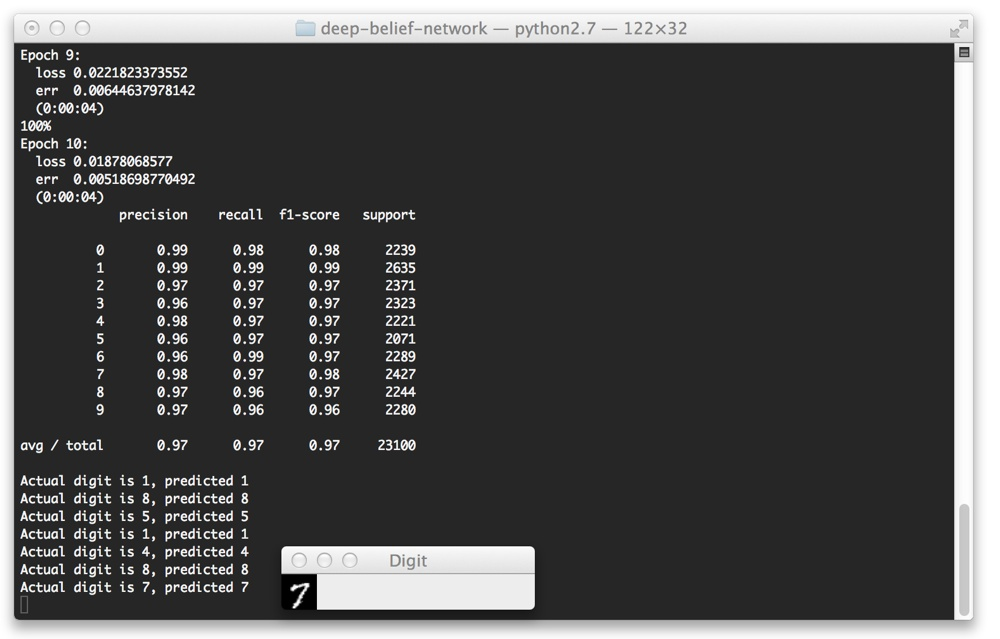 deep-belief-network — python2.7 — 122×32
Epoch 9:
  loss 0.0221823373552
  err  0.00644637978142
  (0:00:04)
100%
Epoch 10:
  loss 0.01878068577
  err  0.00518698770492
  (0:00:04)
             precision    recall  f1-score   support

          0       0.99      0.98      0.98      2239
          1       0.99      0.99      0.99      2635
          2       0.97      0.97      0.97      2371
          3       0.96      0.97      0.97      2323
          4       0.98      0.97      0.97      2221
          5       0.96      0.97      0.97      2071
          6       0.96      0.99      0.97      2289
          7       0.98      0.97      0.98      2427
          8       0.97      0.96      0.97      2244
          9       0.97      0.96      0.96      2280

avg / total       0.97      0.97      0.97     23100

Actual digit is 1, predicted 1
Actual digit is 8, predicted 8
Actual digit is 5, predicted 5
Actual digit is 1, predicted 1
Actual digit is 4, predicted 4
Actual digit is 8, predicted 8
Actual digit is 7, predicted 7
Digit
7